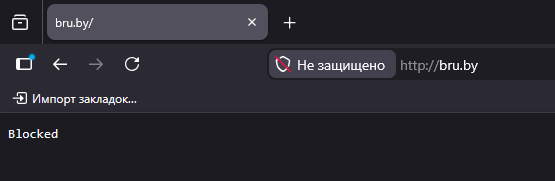 bru.by/
Не защищено http://bru.by
Импорт закладок...
Blocked